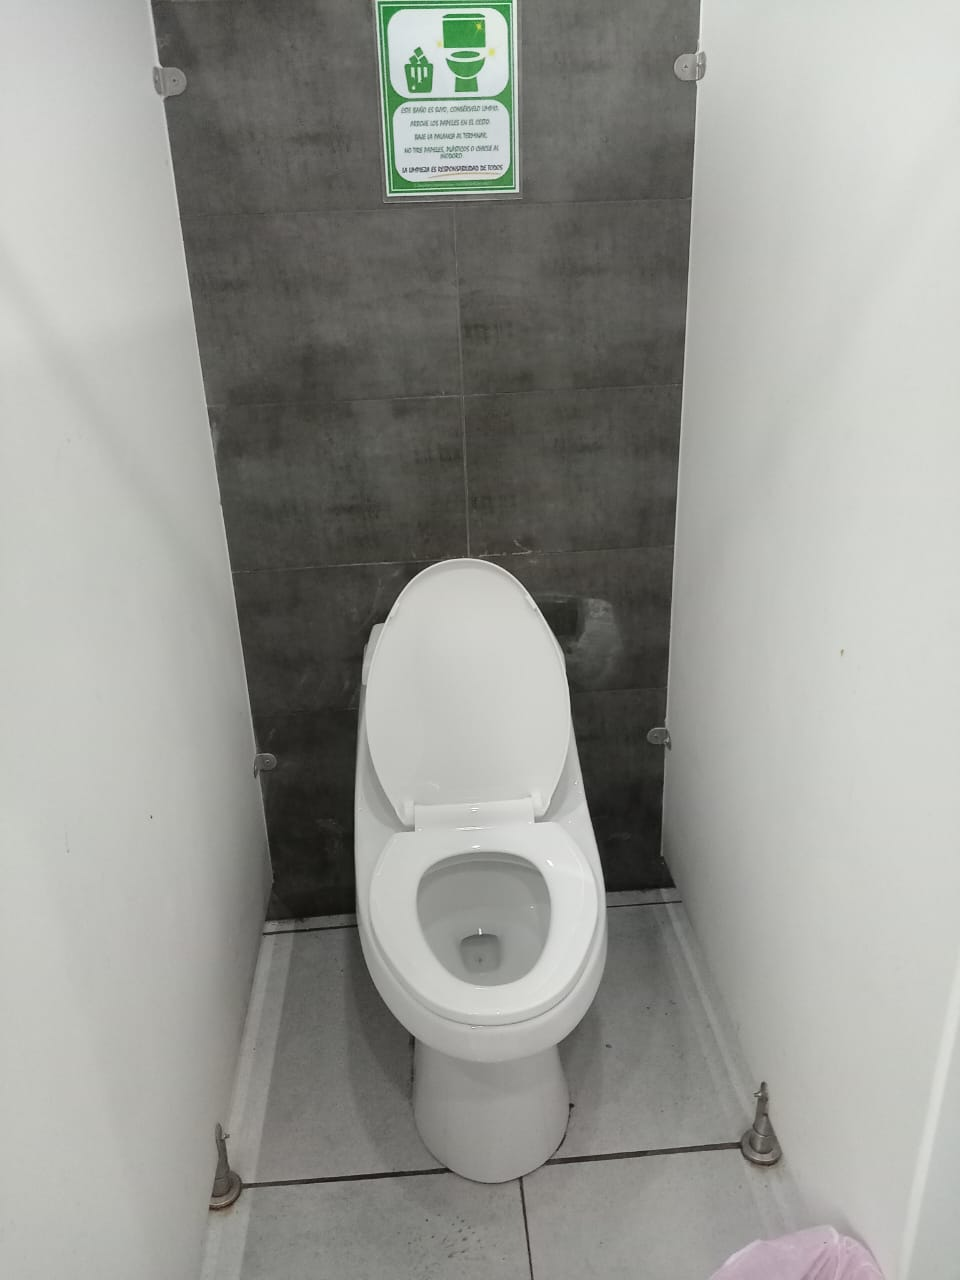 ESTE BAÑO ES SUYO, CONSÉRVELO LIMPIO.
ARROJE LOS PAPELES EN EL CESTO.
BAJE LA PALANCA AL TERMINAR.
NO TIRE PAPELES, PLÁSTICOS O CHICLE AL
INODORO.
LA LIMPIEZA ES RESPONSABILIDAD DE TODOS